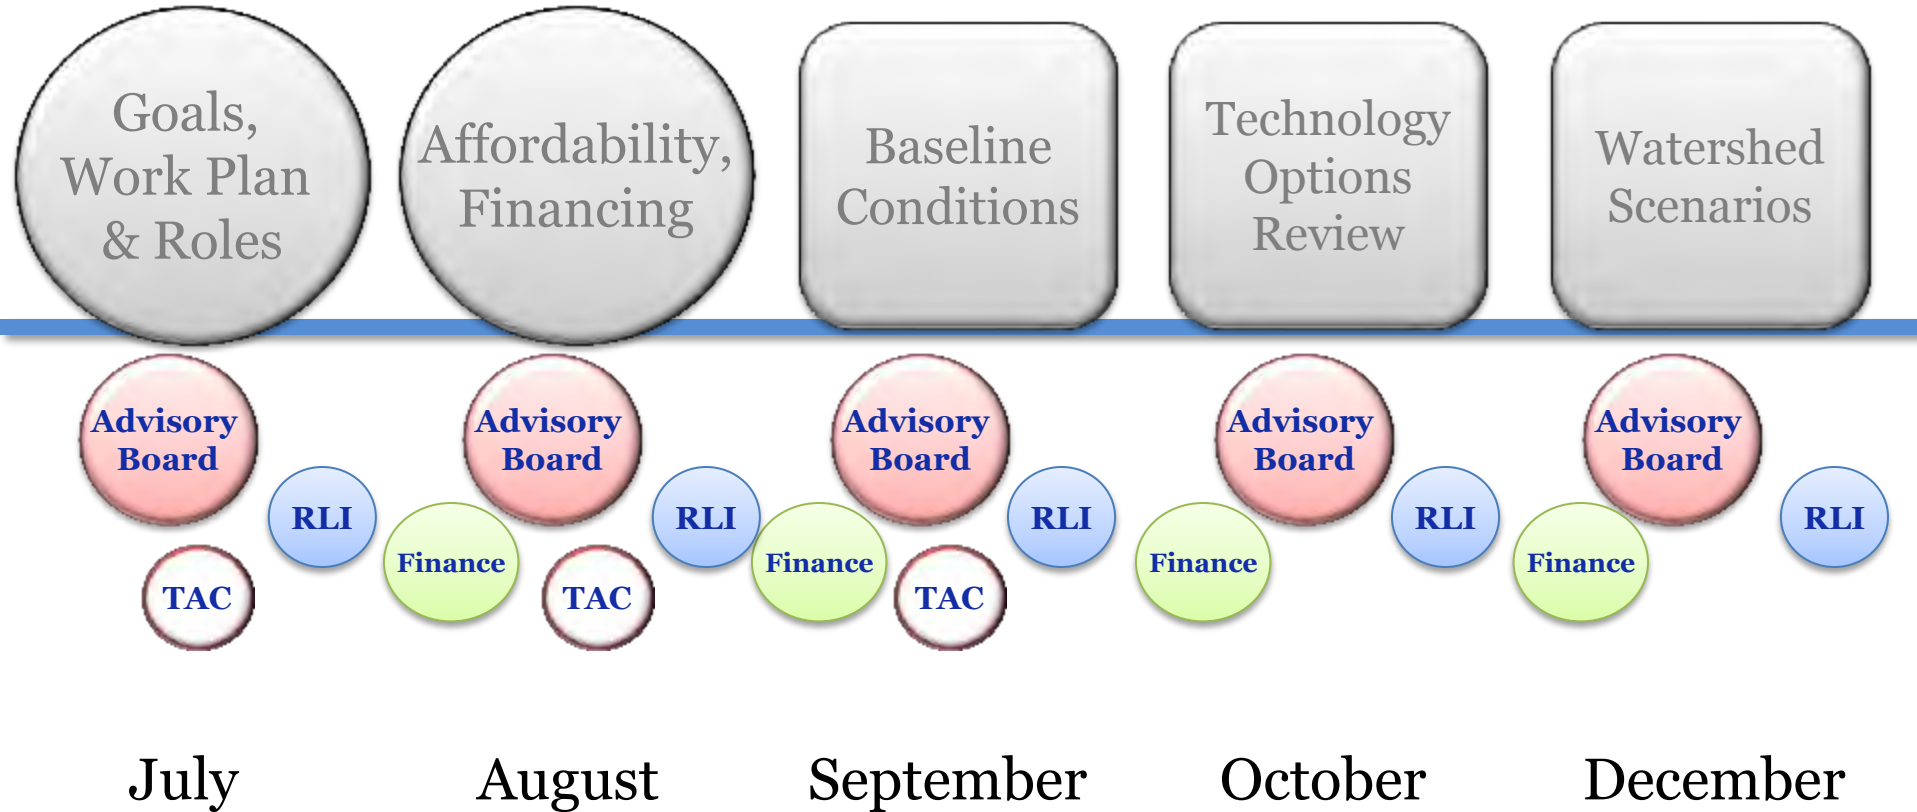 Goals,
Work Plan
& Roles
Affordability,
Financing
Baseline
Conditions
Technology
Options
Review
Watershed
Scenarios
Advisory
Board
RLI
TAC
Finance
Advisory
Board
RLI
TAC
Finance
Advisory
Board
RLI
TAC
Finance
Advisory
Board
RLI
Finance
Advisory
Board
RLI
July
August
September
October
December